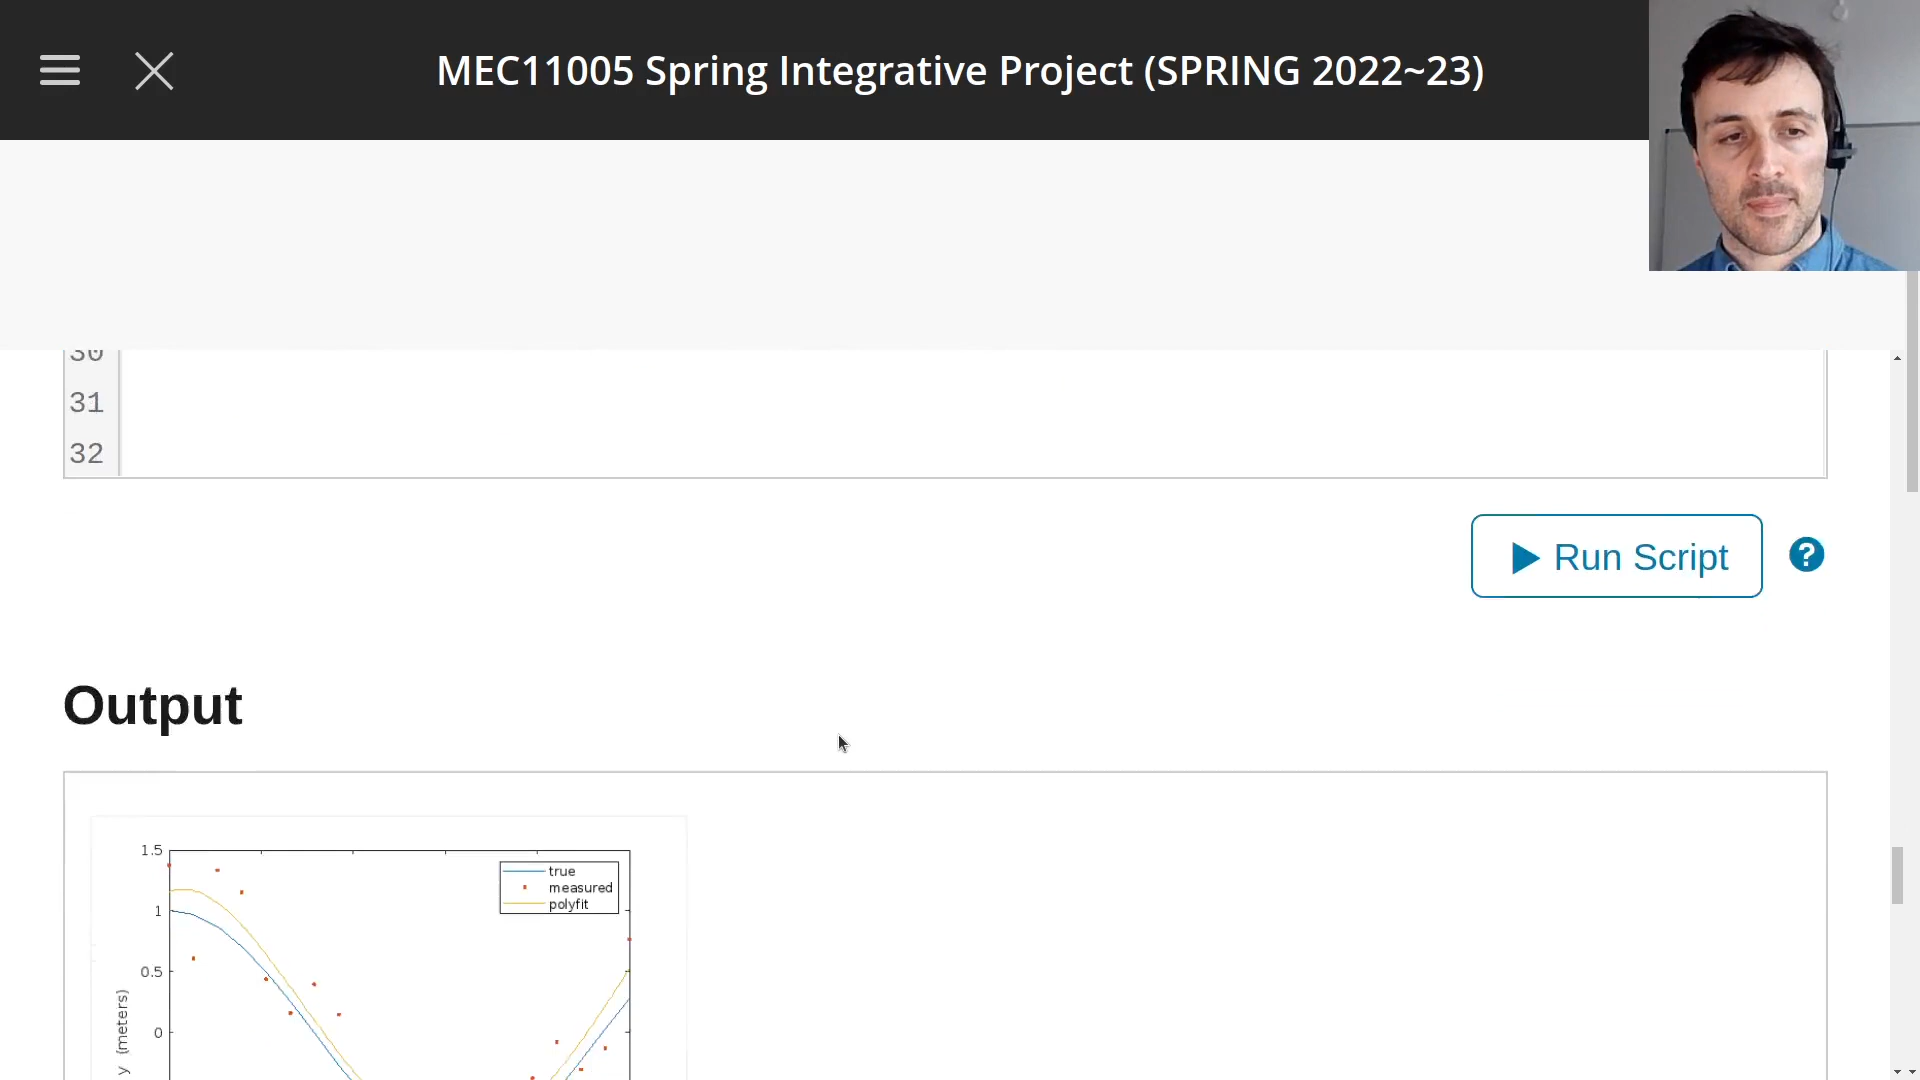 MEC11005 Spring Integrative Project (SPRING 2022~23)
30
31
32
Run Script
?
Output
1.5
true
measured
polyfit
1
0.5
0
y (meters)